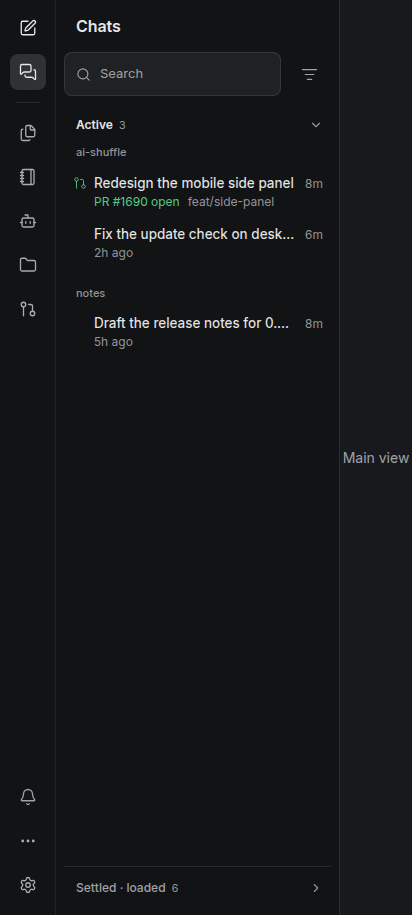 Chats
Search
Active 3
ai-shuffle
Redesign the mobile side panel 8m
PR #1690 open feat/side-panel
Fix the update check on desk... 6m
2h ago
notes
Draft the release notes for 0.... 8m
5h ago
Main view
Settled · loaded 6